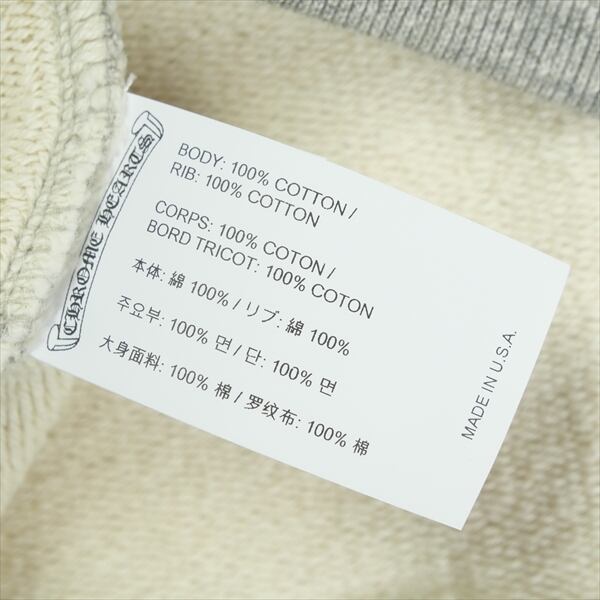 CHROME HEARTS
BODY: 100% COTTON /
RIB: 100% COTTON
CORPS: 100% COTON /
BORD TRICOT: 100% COTON
本体: 綿 100% / リブ: 綿 100%
주요부: 100% 면 / 단: 100% 면
大身面料: 100% 棉 / 罗纹布: 100% 棉
MADE IN U.S.A.